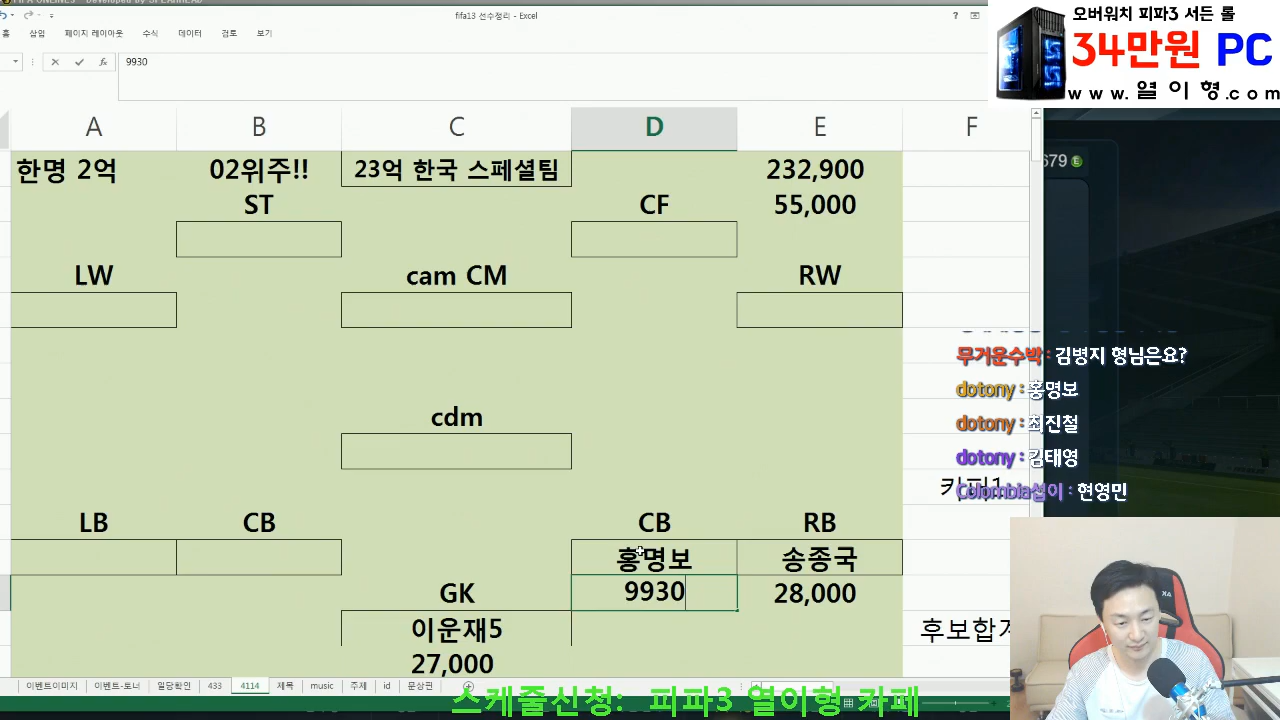 fifa13 선수정리 - Excel
홈 삽입 페이지 레이아웃 수식 데이터 검토 보기
9930
오버워치 피파3 서든 롤
34만원 PC
www.열이형.com
A B C D E F
한명 2억 02위주!! 23억 한국 스페셜팀 232,900
ST CF 55,000
LW cam CM RW
cdm
LB CB CB RB
홍명보 송종국
GK 9930 28,000
이운재5 후보합계
27,000
679 E
무거운수박 : 김병지 형님은요?
dotony : 홍명보
dotony : 최진철
dotony : 김태영
Colombia섭이 : 현영민
이벤트이미지 이벤트-토너 일당확인 433 4114 제목 music 주제 id 문상권
스케줄신청: 피파3 열이형 카페